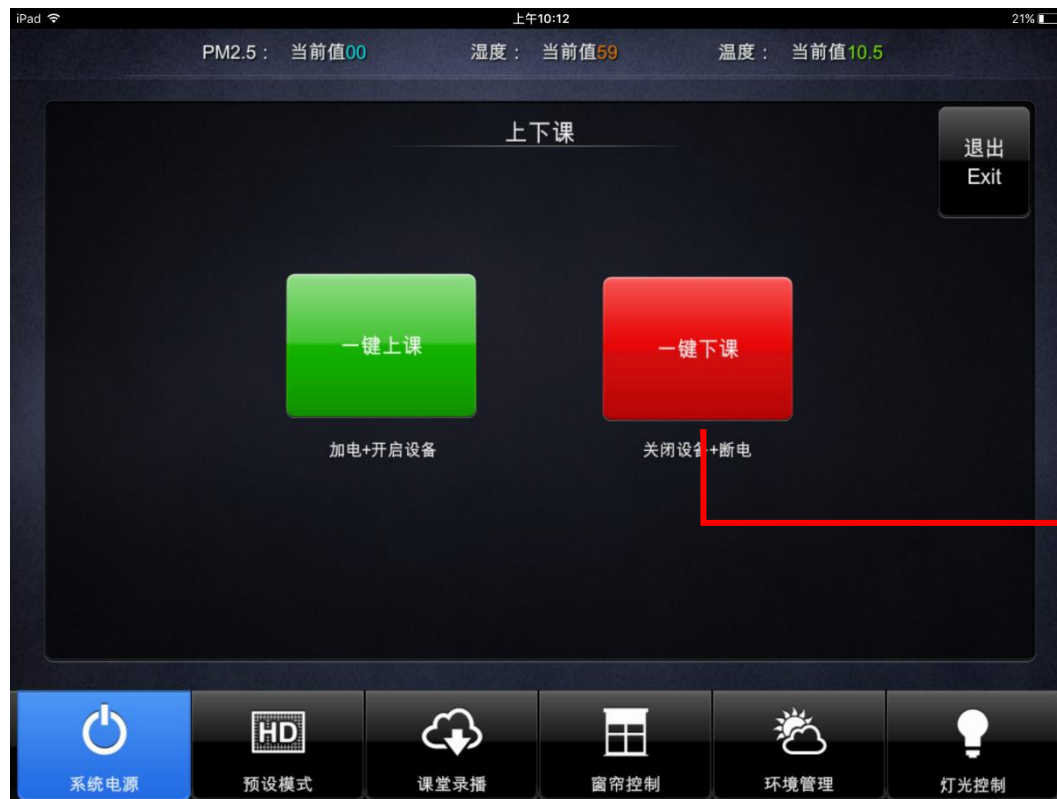 iPad 上午10:12 21%
PM2.5： 当前值00 湿度： 当前值59 温度： 当前值10.5
上下课
退出
Exit
一键上课 一键下课
加电+开启设备 关闭设备+断电
HD
系统电源 预设模式 课堂录播 窗帘控制 环境管理 灯光控制